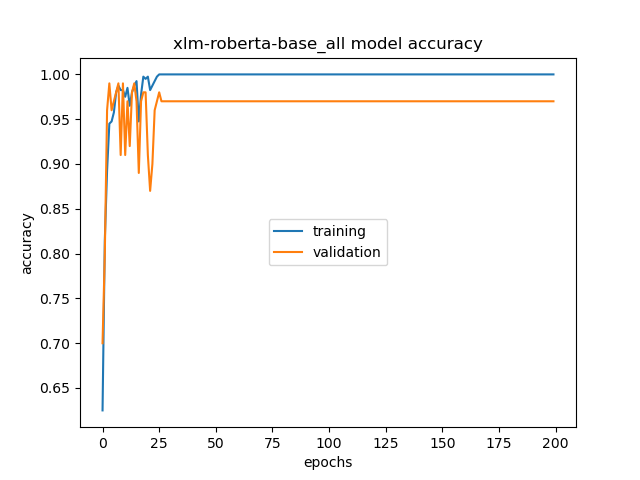 xlm-roberta-base_all model accuracy
1.00
0.95
0.90
0.85
0.80
0.75
0.70
0.65
accuracy
training
validation
0 25 50 75 100 125 150 175 200
epochs